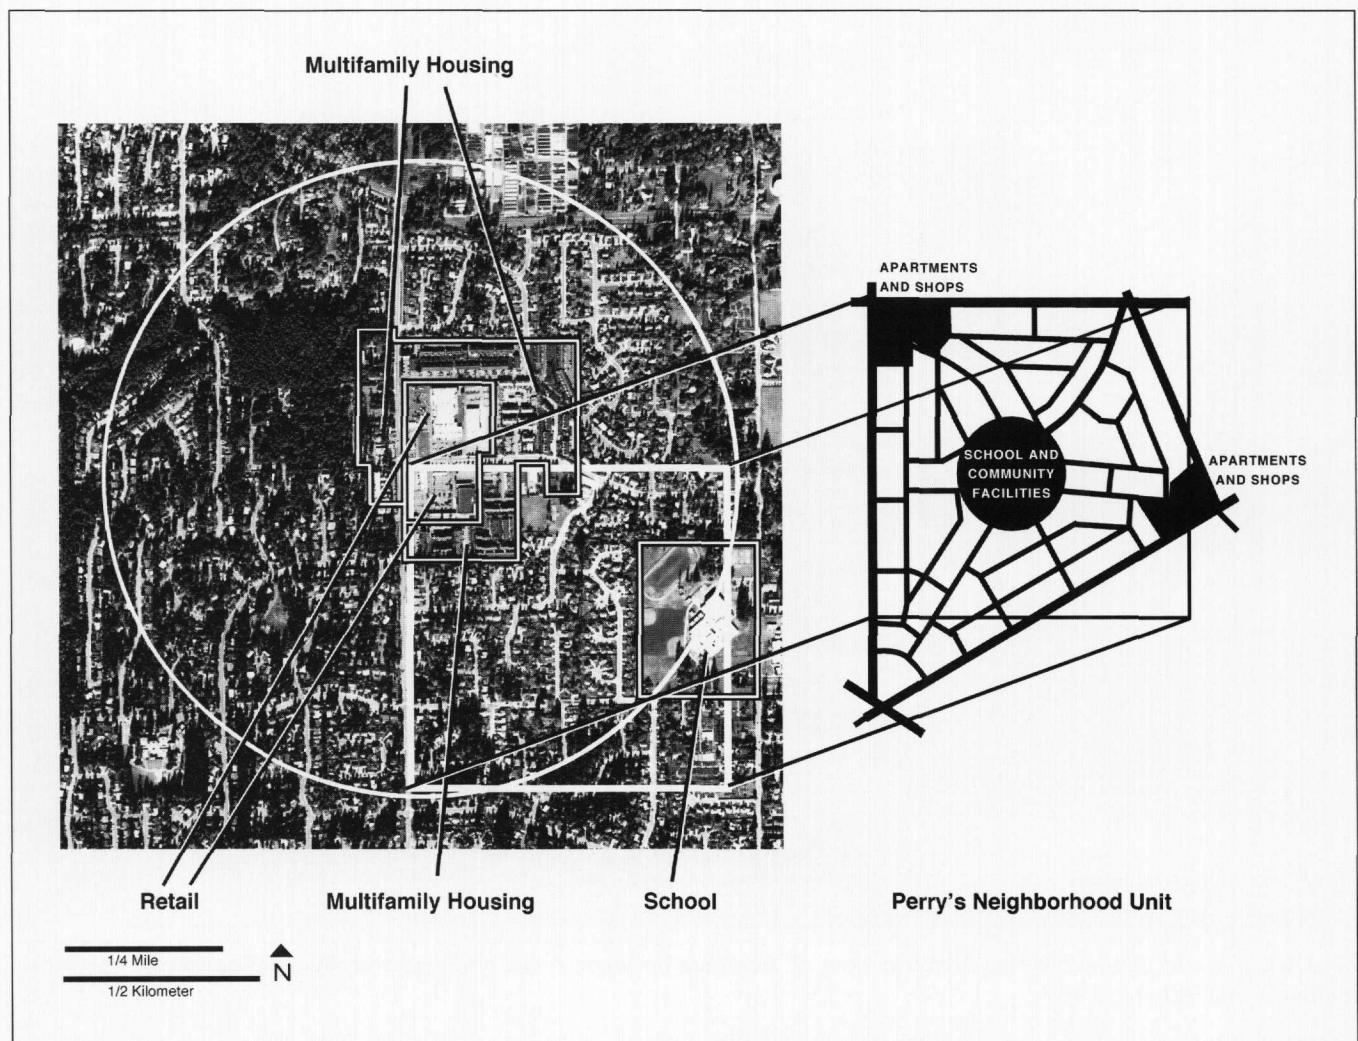 Multifamily Housing
APARTMENTS
AND SHOPS
SCHOOL AND
COMMUNITY
FACILITIES
APARTMENTS
AND SHOPS
Retail
Multifamily Housing
School
Perry's Neighborhood Unit
1/4 Mile
N
1/2 Kilometer